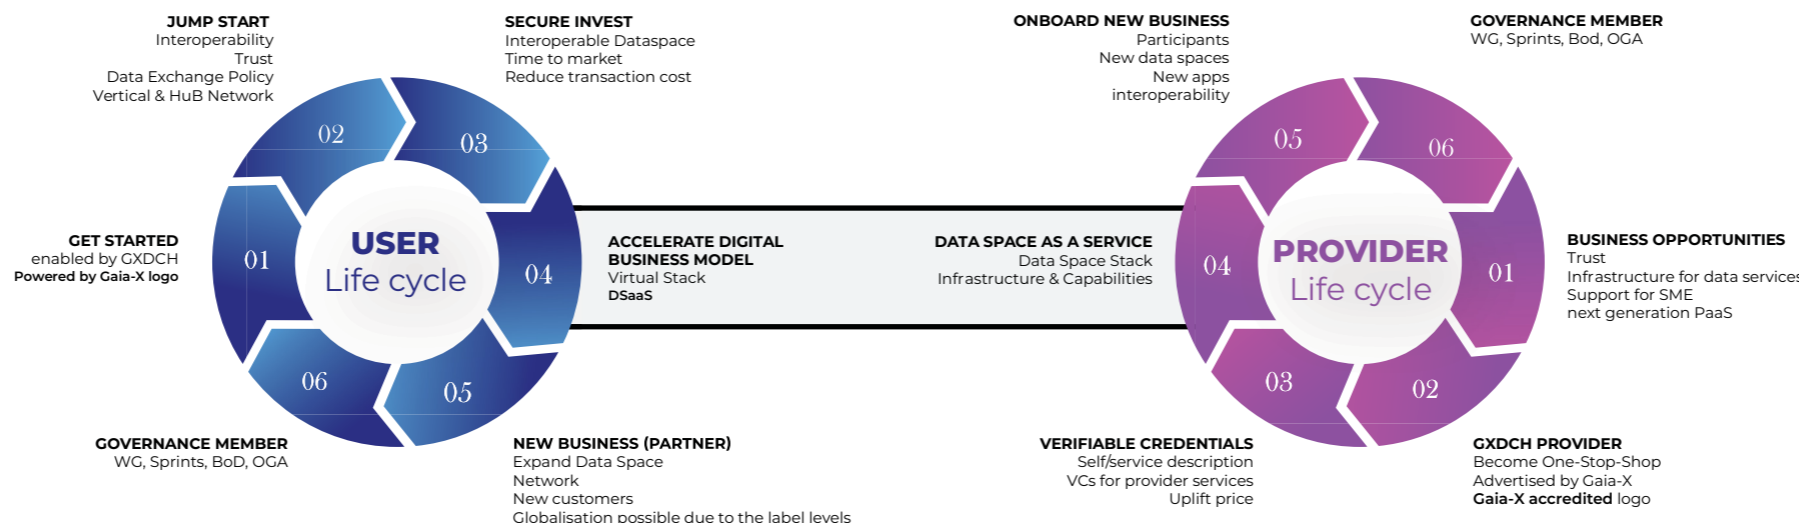 JUMP START
Interoperability
Trust
Data Exchange Policy
Vertical & HuB Network
SECURE INVEST
Interoperable Dataspace
Time to market
Reduce transaction cost
02
03
GET STARTED
enabled by GXDCH
Powered by Gaia-X logo
01
USER
Life cycle
04
ACCELERATE DIGITAL
BUSINESS MODEL
Virtual Stack
DSaaS
06
05
GOVERNANCE MEMBER
WG, Sprints, BoD, OGA
NEW BUSINESS (PARTNER)
Expand Data Space
Network
New customers
Globalisation possible due to the label levels
ONBOARD NEW BUSINESS
Participants
New data spaces
New apps
interoperability
GOVERNANCE MEMBER
WG, Sprints, Bod, OGA
05
06
DATA SPACE AS A SERVICE
Data Space Stack
Infrastructure & Capabilities
04
PROVIDER
Life cycle
01
BUSINESS OPPORTUNITIES
Trust
Infrastructure for data services
Support for SME
next generation PaaS
03
02
VERIFIABLE CREDENTIALS
Self/service description
VCs for provider services
Uplift price
GXDCH PROVIDER
Become One-Stop-Shop
Advertised by Gaia-X
Gaia-X accredited logo